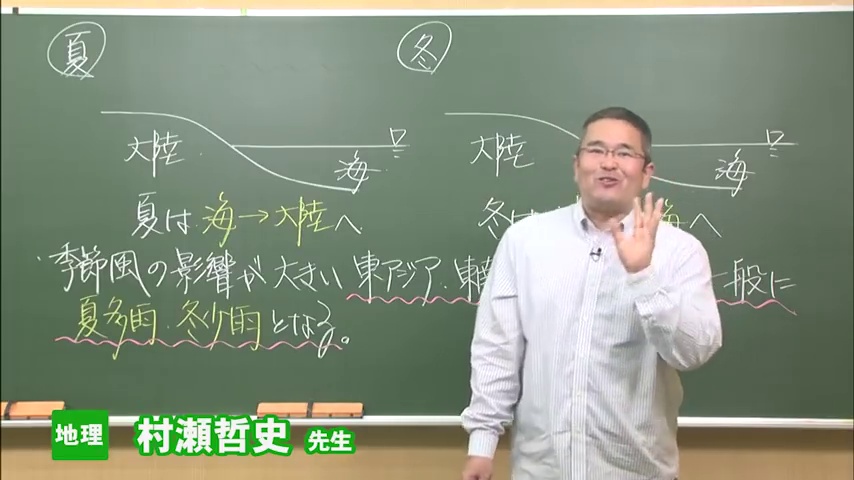 夏
冬
大陸
海
大陸
海
夏は 海→大陸へ
冬は
海へ
季節風の影響が大きい 東アジア・東
一般に
夏多雨・冬少雨となる。
地理
村瀬哲史 先生